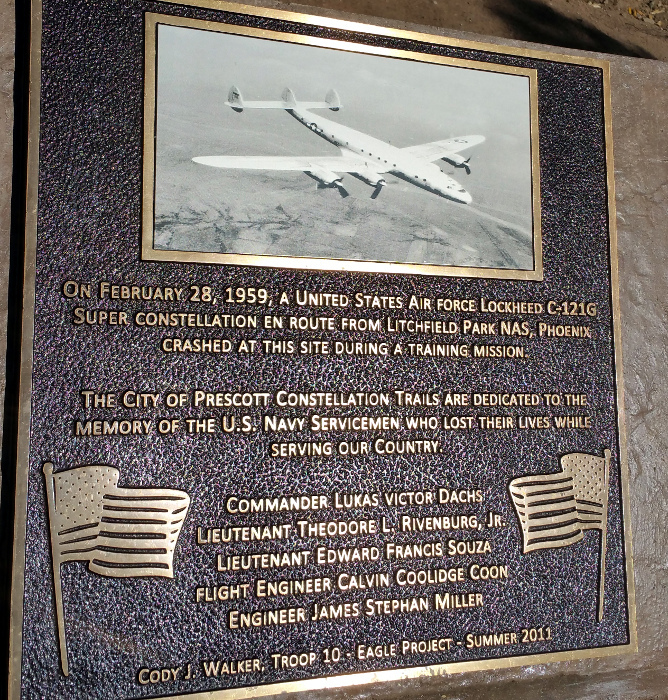 On February 28, 1959, a United States Air force Lockheed C-121G
Super constellation en route from Litchfield Park NAS, Phoenix
crashed at this site during a training mission.
The City of Prescott Constellation Trails are dedicated to the
memory of the U.S. Navy Servicemen who lost their lives while
serving our Country.
Commander Lukas Victor Dachs
Lieutenant Theodore L. Rivenburg, Jr.
Lieutenant Edward Francis Souza
Flight Engineer Calvin Coolidge Coon
Engineer James Stephan Miller
Cody J. Walker, Troop 10 - Eagle Project - Summer 2011